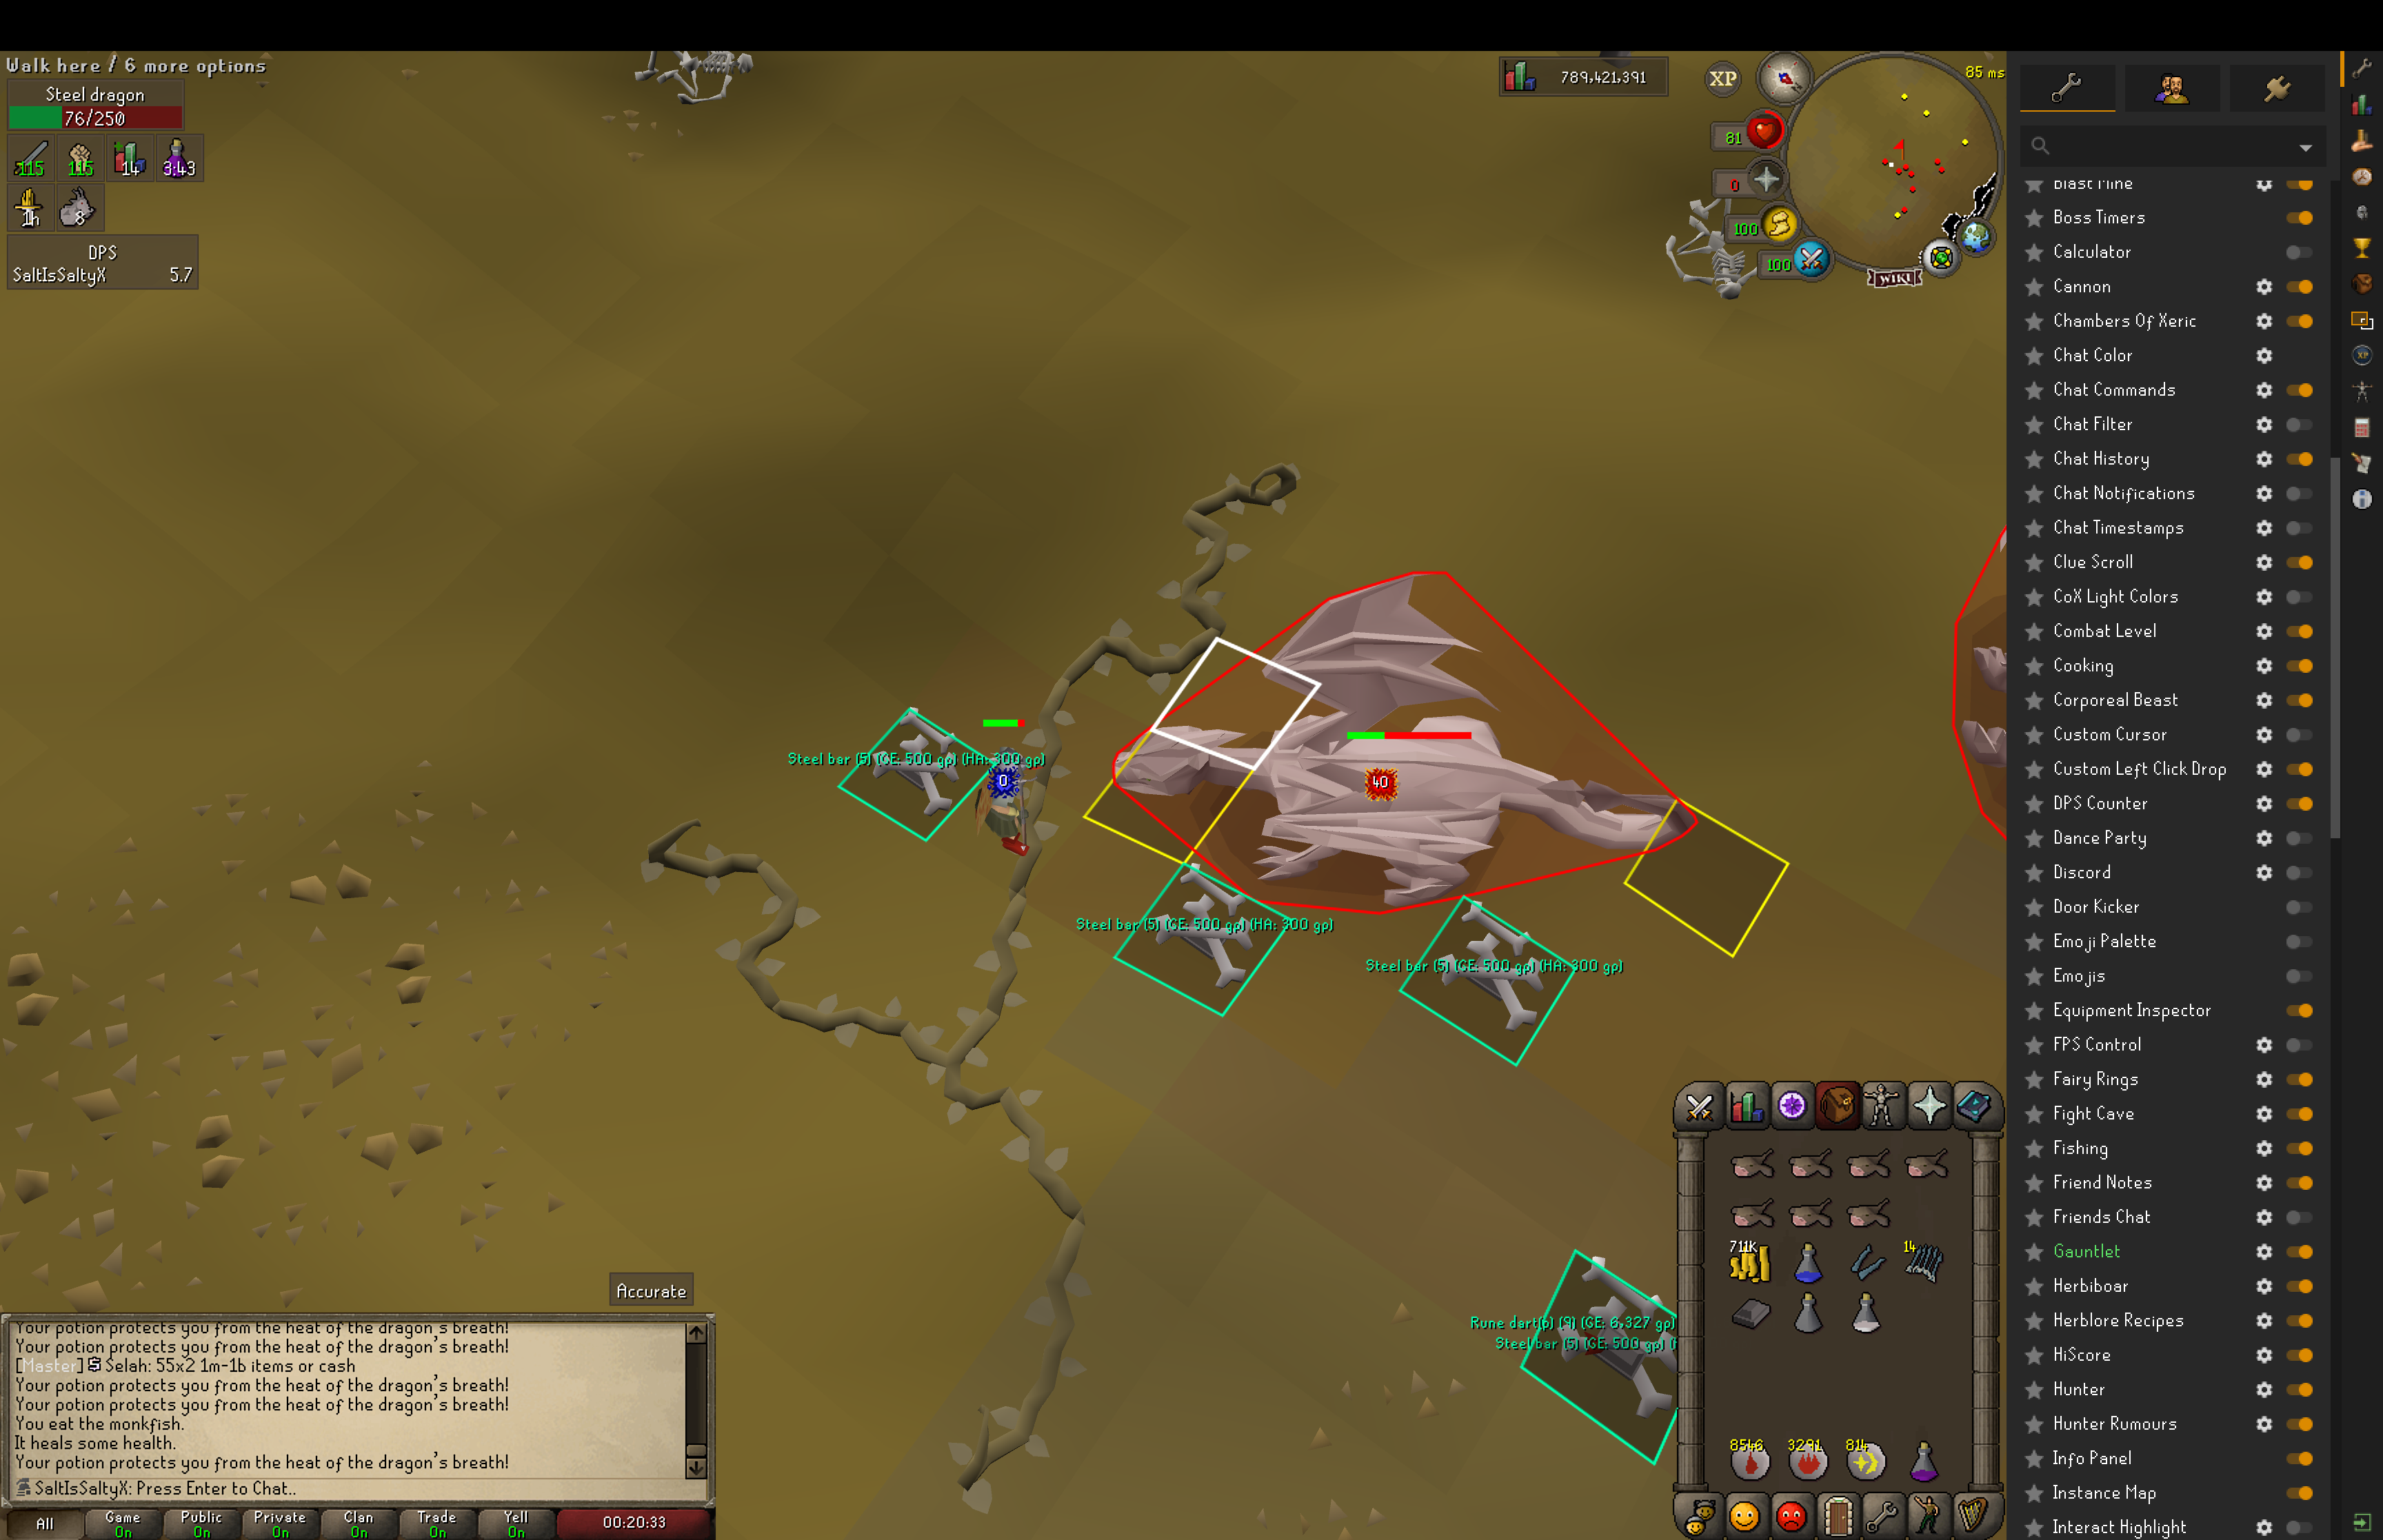 Walk here / 6 more options
Steel dragon
76/250
115
115
14
3:43
1h
8
DPS
SaltIsSaltyX 5.7
789,421,391
XP
85 ms
81
0
100
100
WIKI
Steel bar (5) (GE: 500 gp) (HA: 300 gp)
0
40
Steel bar (5) (GE: 500 gp) (HA: 300 gp)
Steel bar (5) (GE: 500 gp) (HA: 300 gp)
Rune dart(p) (9) (GE: 6,327 gp)
Steel bar (5) (GE: 500 gp)
Accurate
Your potion protects you from the heat of the dragon's breath!
Your potion protects you from the heat of the dragon's breath!
[Master] Selah: 55x2 1m-1b items or cash
Your potion protects you from the heat of the dragon's breath!
Your potion protects you from the heat of the dragon's breath!
You eat the monkfish.
It heals some health.
Your potion protects you from the heat of the dragon's breath!
SaltIsSaltyX: Press Enter to Chat..
All
Game On
Public On
Private On
Clan On
Trade On
Yell On
00:20:33
711K
14
8546
3291
814
Blast Mine
Boss Timers
Calculator
Cannon
Chambers Of Xeric
Chat Color
Chat Commands
Chat Filter
Chat History
Chat Notifications
Chat Timestamps
Clue Scroll
CoX Light Colors
Combat Level
Cooking
Corporeal Beast
Custom Cursor
Custom Left Click Drop
DPS Counter
Dance Party
Discord
Door Kicker
Emoji Palette
Emojis
Equipment Inspector
FPS Control
Fairy Rings
Fight Cave
Fishing
Friend Notes
Friends Chat
Gauntlet
Herbiboar
Herblore Recipes
HiScore
Hunter
Hunter Rumours
Info Panel
Instance Map
Interact Highlight
XP